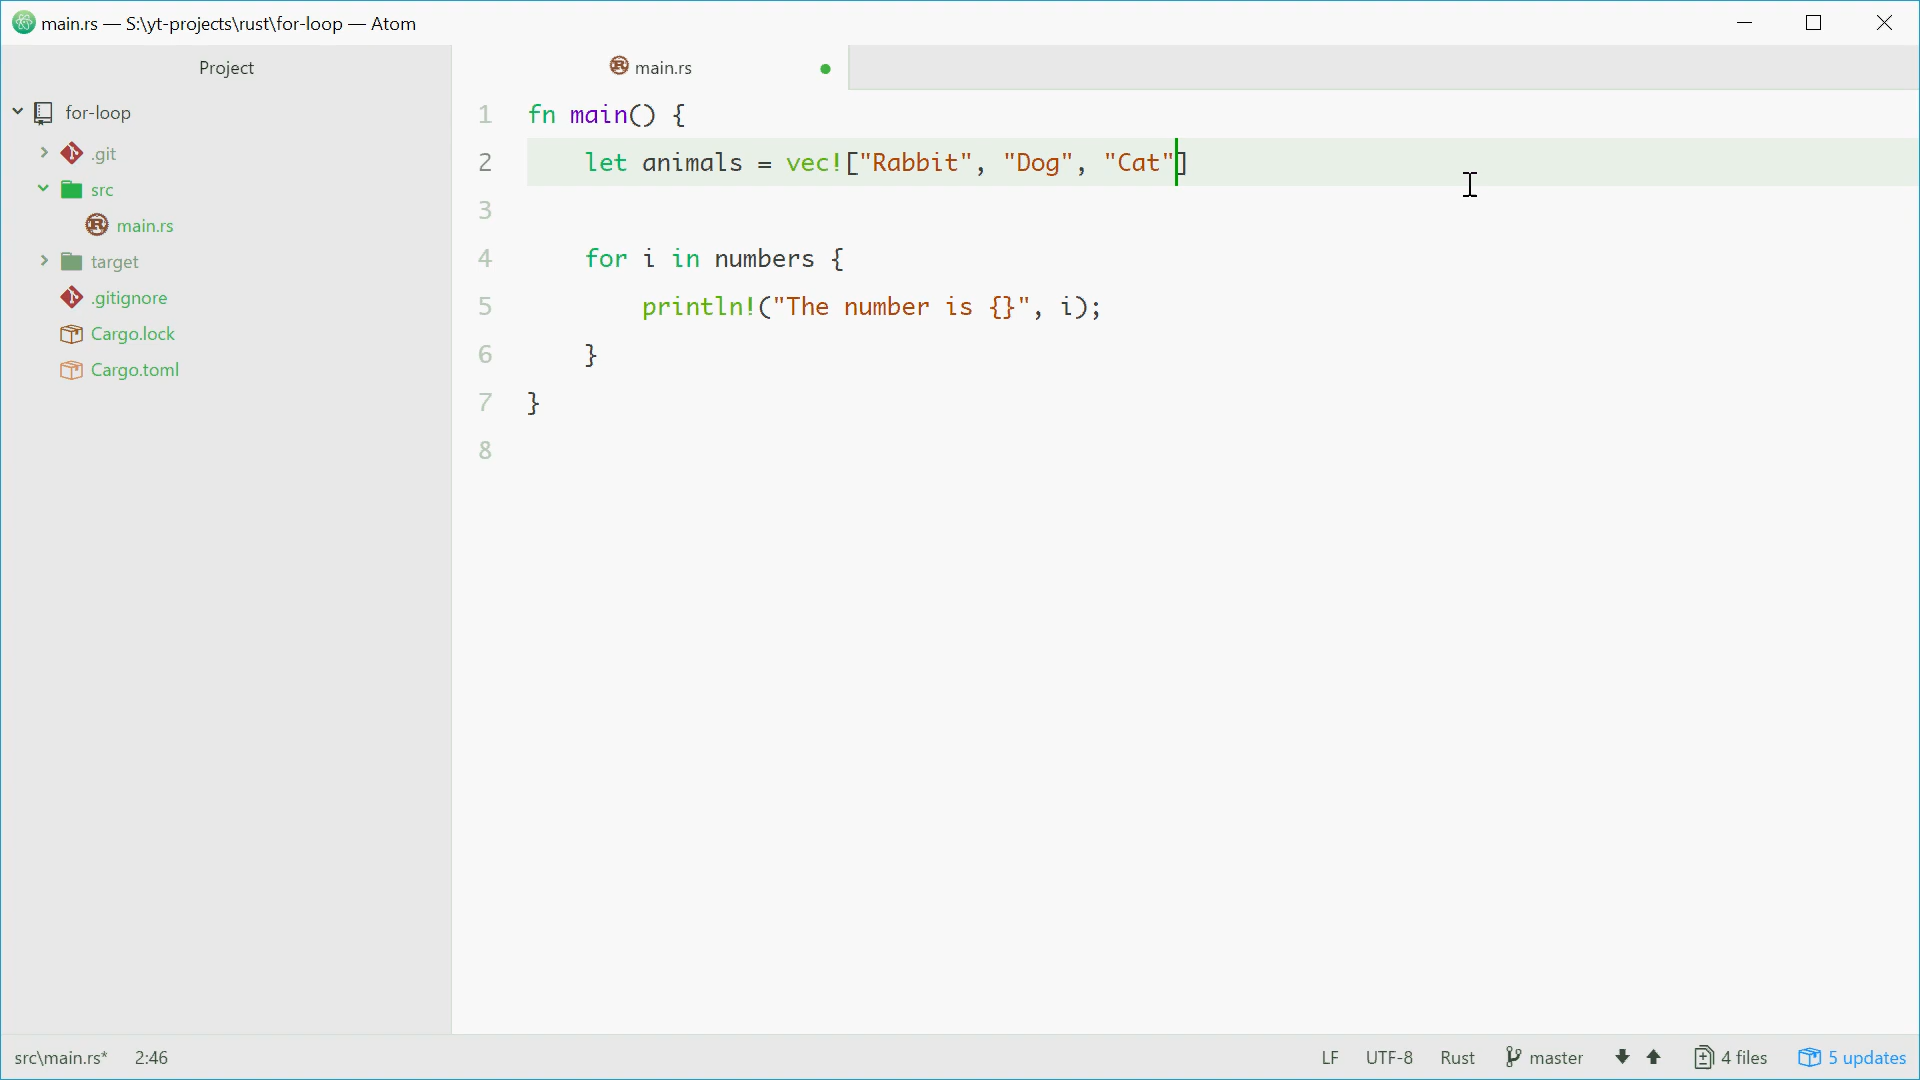 main.rs — S:\yt-projects\rust\for-loop — Atom
Project
main.rs
for-loop
.git
src
main.rs
target
.gitignore
Cargo.lock
Cargo.toml
1 fn main() {
2     let animals = vec!["Rabbit", "Dog", "Cat"]
3
4     for i in numbers {
5         println!("The number is {}", i);
6     }
7 }
8
src\main.rs* 2:46 LF UTF-8 Rust master 4 files 5 updates